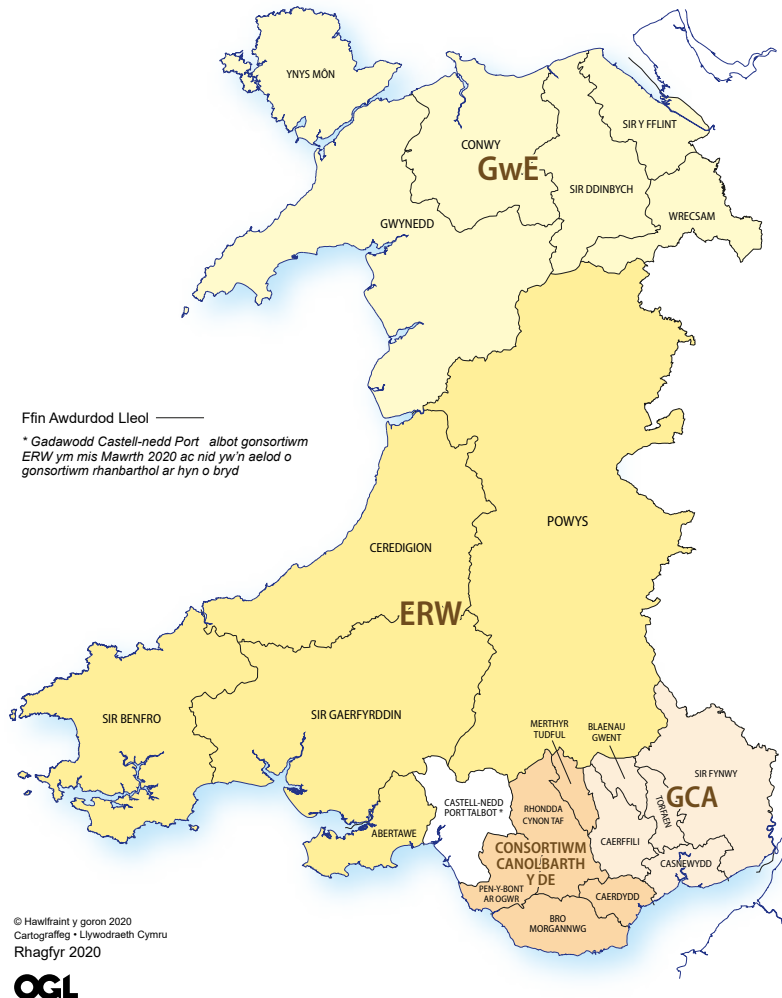 YNYS MÔN
SIR Y FFLINT
CONWY
GwE
SIR DDINBYCH
WRECSAM
GWYNEDD
Ffin Awdurdod Lleol
* Gadawodd Castell-nedd Port albot gonsortiwm
ERW ym mis Mawrth 2020 ac nid yw'n aelod o
gonsortiwm rhanbarthol ar hyn o bryd
POWYS
CEREDIGION
ERW
SIR BENFRO
SIR GAERFYRDDIN
MERTHYR
TUDFUL
BLAENAU
GWENT
SIR FYNWY
GCA
CASTELL-NEDD
PORT TALBOT *
RHONDDA
CYNON TAF
TORFAEN
ABERTAWE
CAERFFILI
CONSORTIWM
CANOLBARTH
Y DE
CASNEWYDD
PEN-Y-BONT
AR OGWR
CAERDYDD
BRO
MORGANNWG
© Hawlfraint y goron 2020
Cartograffeg • Llywodraeth Cymru
Rhagfyr 2020
OGL